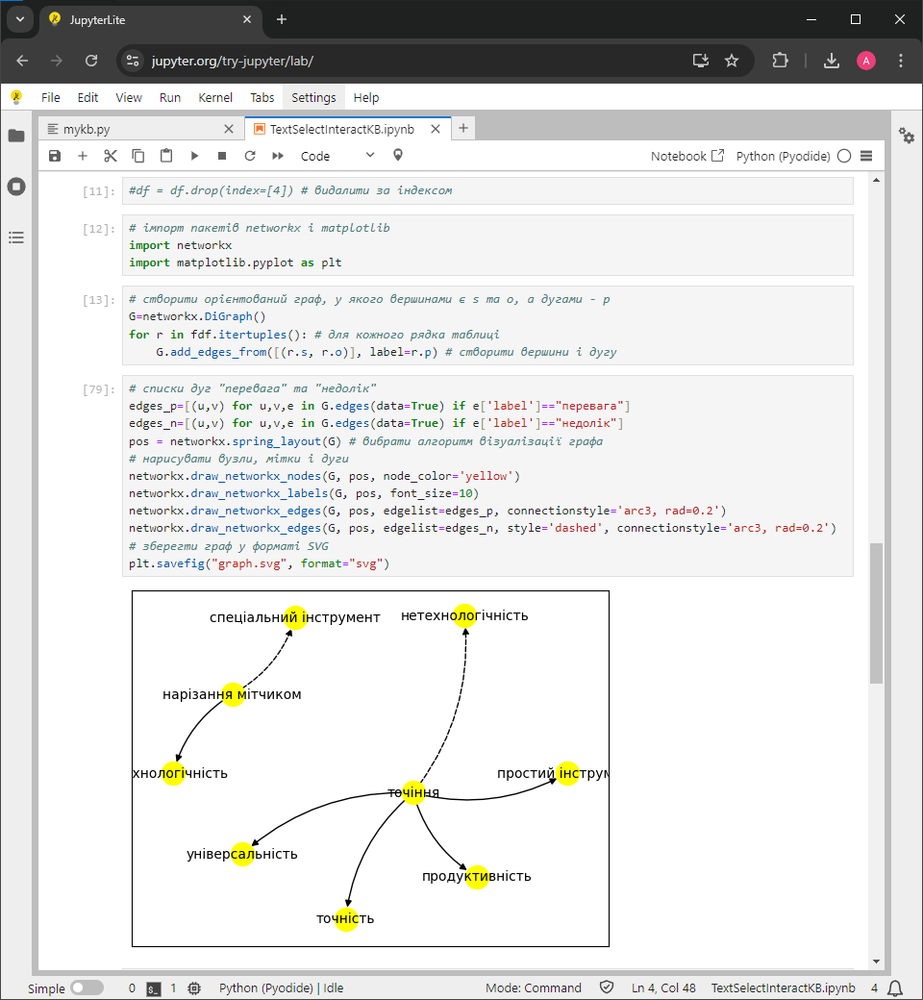 JupyterLite
jupyter.org/try-jupyter/lab/
A
File Edit View Run Kernel Tabs Settings Help
mykb.py
TextSelectInteractKB.ipynb
Code
Notebook
Python (Pyodide)
[11]:
#df = df.drop(index=[4]) # видалити за індексом
[12]:
# імпорт пакетів networkx і matplotlib
import networkx
import matplotlib.pyplot as plt
[13]:
# створити орієнтований граф, у якого вершинами є s та o, а дугами - p
G=networkx.DiGraph()
for r in fdf.itertuples(): # для кожного рядка таблиці
    G.add_edges_from([(r.s, r.o)], label=r.p) # створити вершини і дугу
[79]:
# списки дуг "перевага" та "недолік"
edges_p=[(u,v) for u,v,e in G.edges(data=True) if e['label']=="перевага"]
edges_n=[(u,v) for u,v,e in G.edges(data=True) if e['label']=="недолік"]
pos = networkx.spring_layout(G) # вибрати алгоритм візуалізації графа
# нарисувати вузли, мітки і дуги
networkx.draw_networkx_nodes(G, pos, node_color='yellow')
networkx.draw_networkx_labels(G, pos, font_size=10)
networkx.draw_networkx_edges(G, pos, edgelist=edges_p, connectionstyle='arc3, rad=0.2')
networkx.draw_networkx_edges(G, pos, edgelist=edges_n, style='dashed', connectionstyle='arc3, rad=0.2')
# зберегти граф у форматі SVG
plt.savefig("graph.svg", format="svg")
спеціальний інструмент
нетехнологічність
нарізання мітчиком
хнологічність
простий інструм
точіння
універсальність
продуктивність
точність
Simple
0
1
Python (Pyodide) | Idle
Mode: Command
Ln 4, Col 48
TextSelectInteractKB.ipynb
4